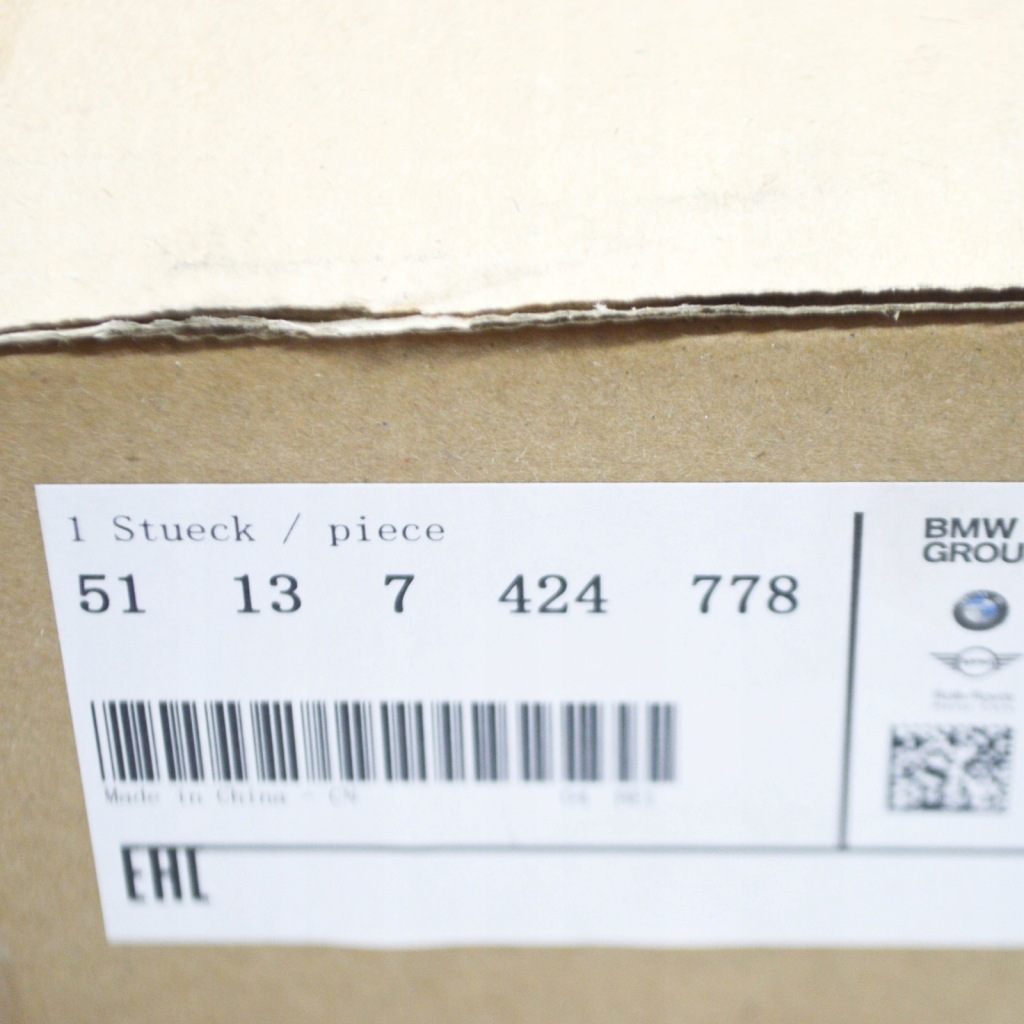 1 Stueck / piece
51 13 7 424 778
Made in China - CN
EAC
BMW
GROU